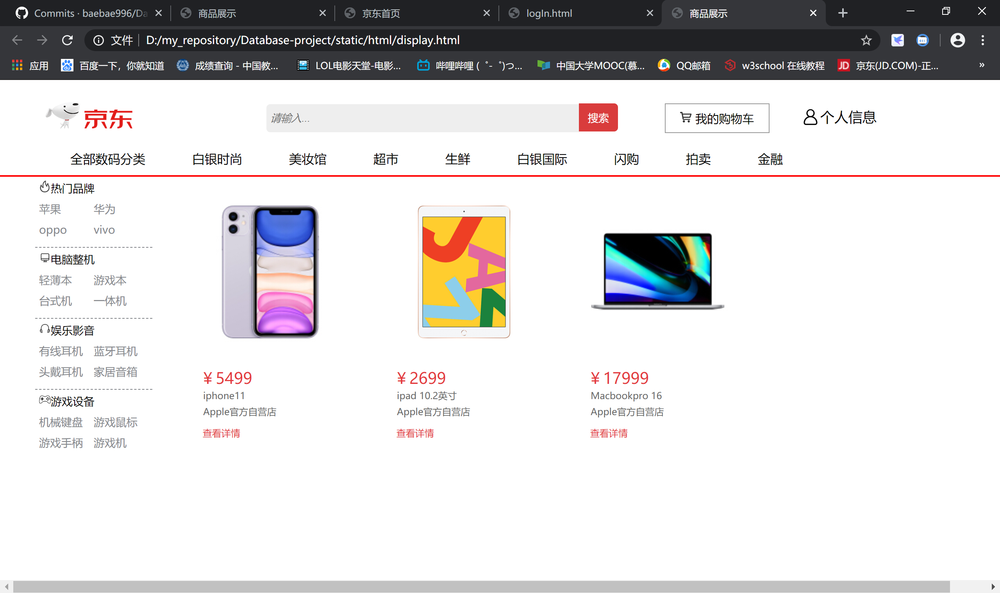 Commits · baebae996/Da
商品展示
京东首页
logIn.html
商品展示
文件 D:/my_repository/Database-project/static/html/display.html
应用
百度一下，你就知道
成绩查询 - 中国教...
LOL电影天堂-电影...
哔哩哔哩 ( ゜- ゜)つ...
中国大学MOOC(慕...
QQ邮箱
w3school 在线教程
JD 京东(JD.COM)-正...
»
京东
请输入...
搜索
我的购物车
个人信息
全部数码分类 白银时尚 美妆馆 超市 生鲜 白银国际 闪购 拍卖 金融
热门品牌
苹果 华为
oppo vivo
电脑整机
轻薄本 游戏本
台式机 一体机
娱乐影音
有线耳机 蓝牙耳机
头戴耳机 家居音箱
游戏设备
机械键盘 游戏鼠标
游戏手柄 游戏机
¥ 5499
iphone11
Apple官方自营店
查看详情
¥ 2699
ipad 10.2英寸
Apple官方自营店
查看详情
¥ 17999
Macbookpro 16
Apple官方自营店
查看详情